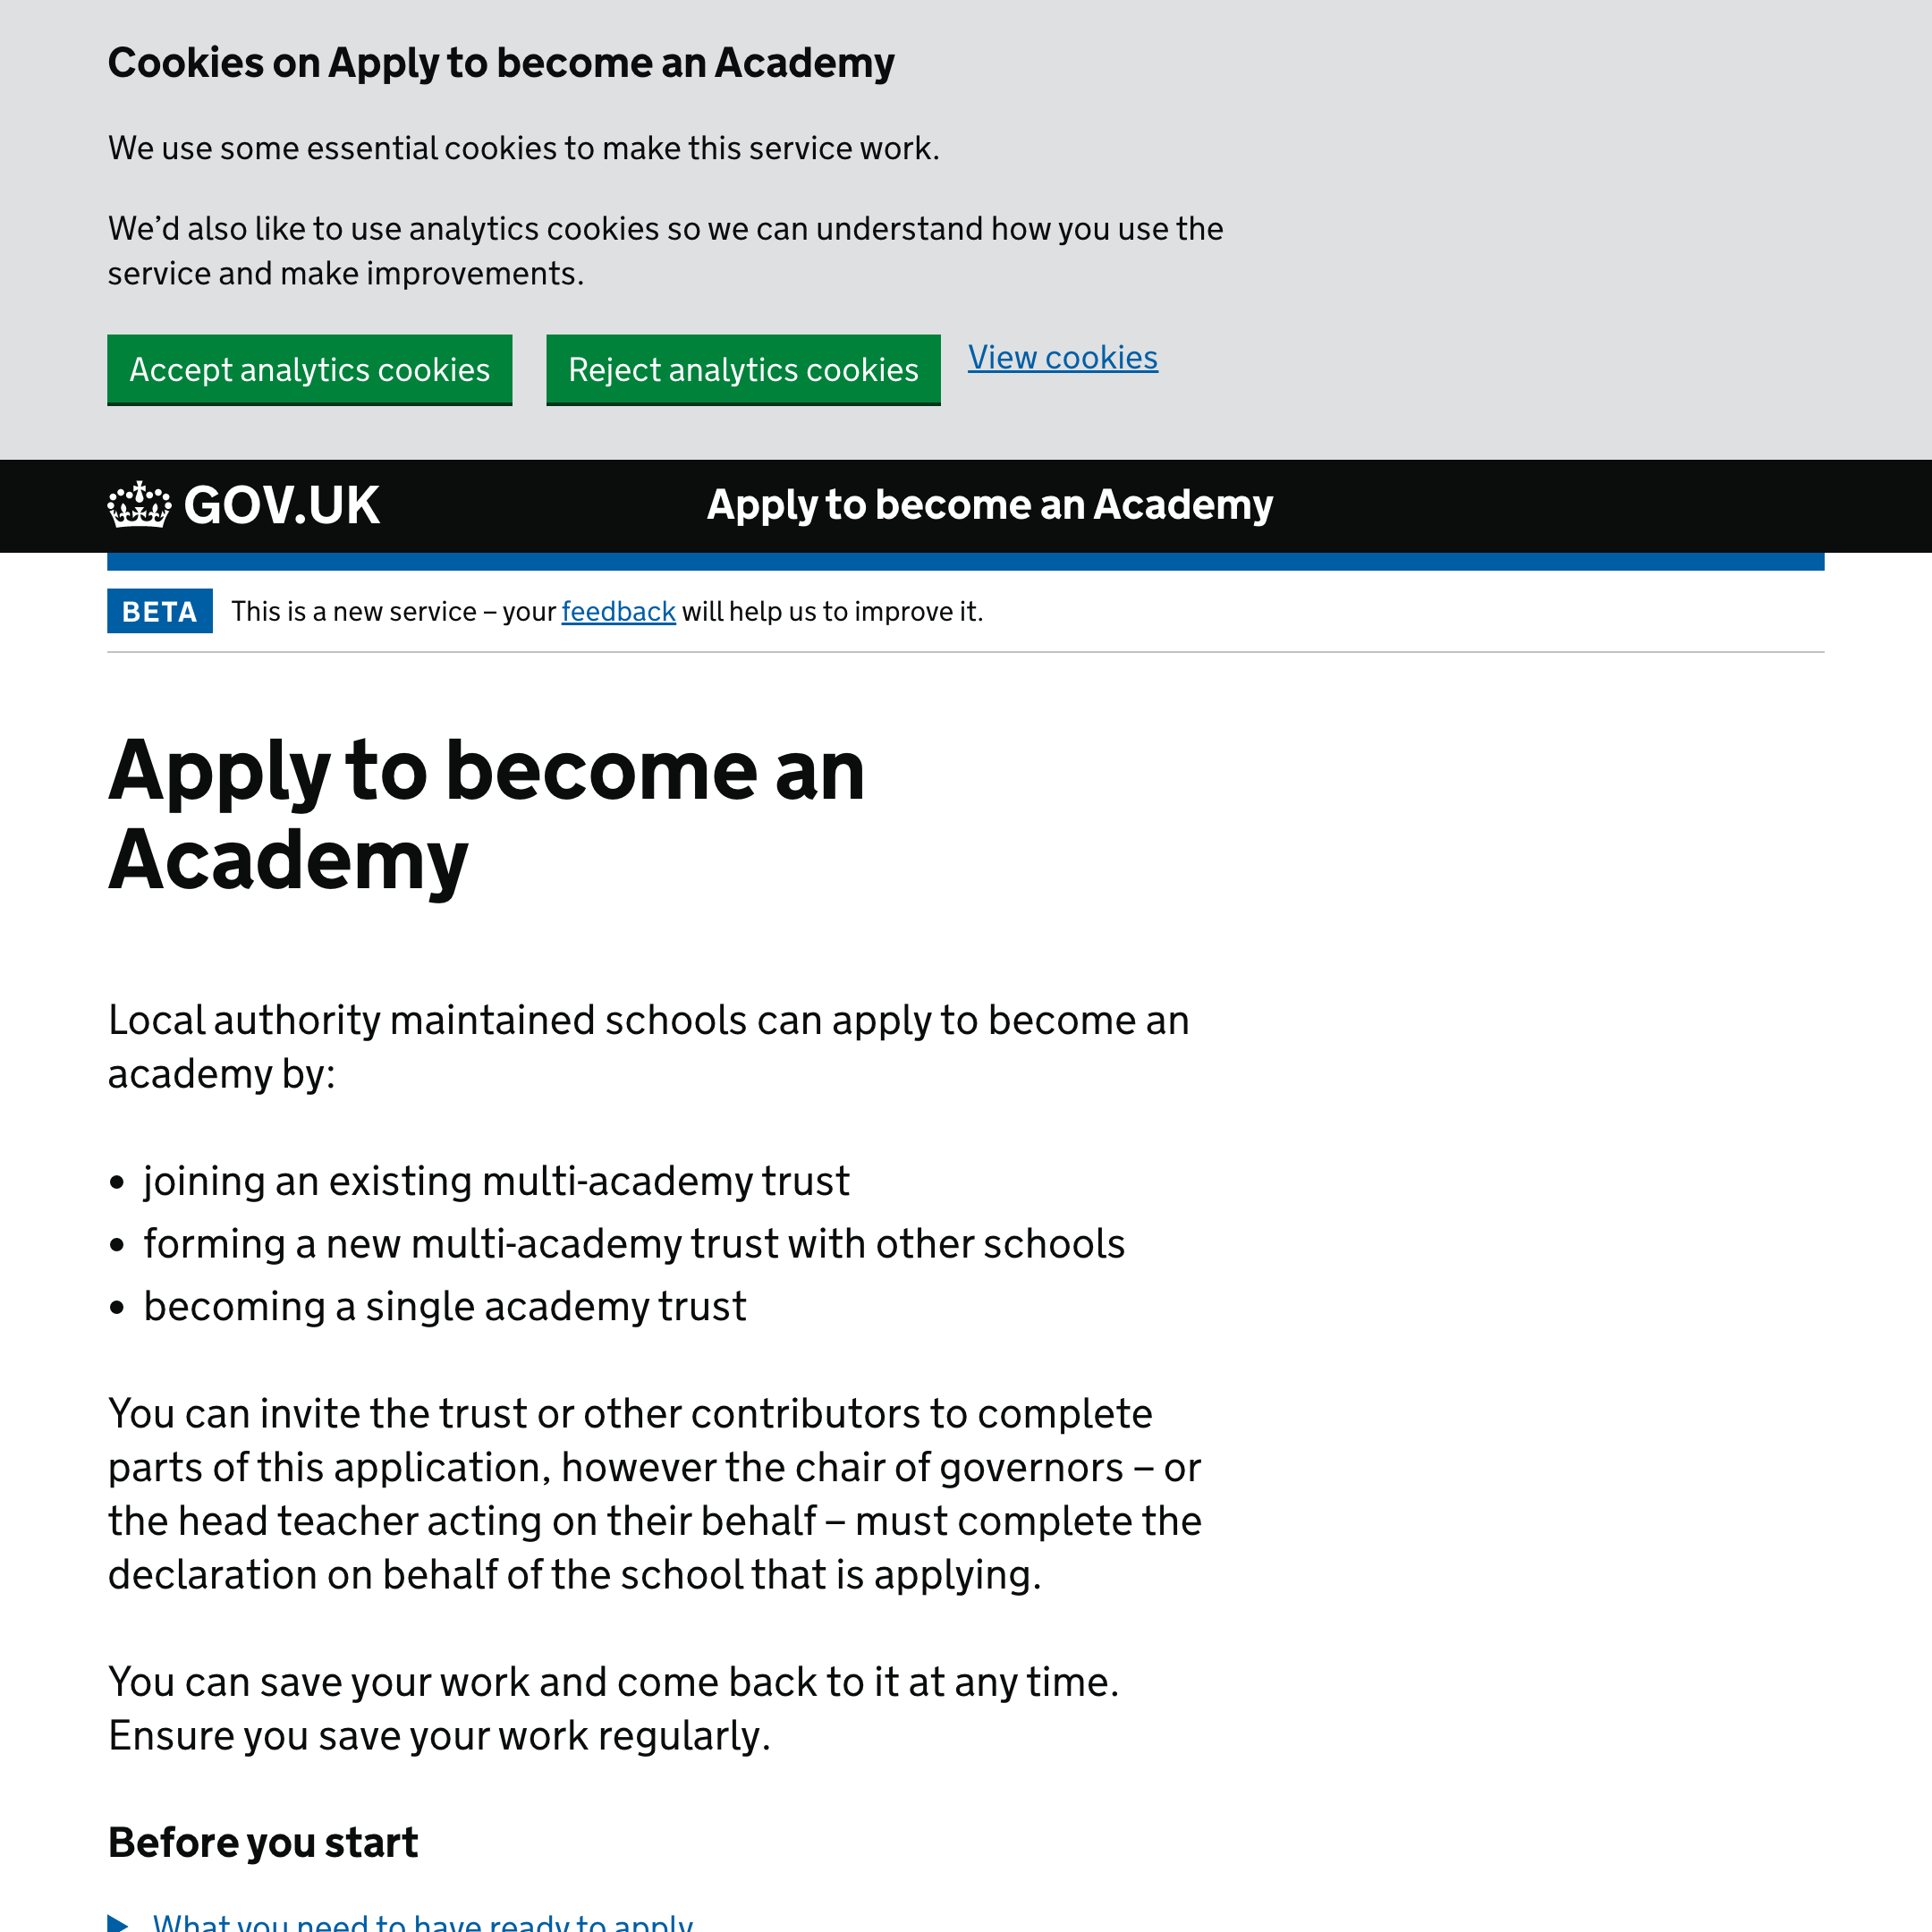 Cookies on Apply to become an Academy
We use some essential cookies to make this service work.
We’d also like to use analytics cookies so we can understand how you use the
service and make improvements.
Accept analytics cookies
Reject analytics cookies
View cookies
GOV.UK
Apply to become an Academy
BETA
This is a new service – your feedback will help us to improve it.
Apply to become an
Academy
Local authority maintained schools can apply to become an
academy by:
• joining an existing multi-academy trust
• forming a new multi-academy trust with other schools
• becoming a single academy trust
You can invite the trust or other contributors to complete
parts of this application, however the chair of governors – or
the head teacher acting on their behalf – must complete the
declaration on behalf of the school that is applying.
You can save your work and come back to it at any time.
Ensure you save your work regularly.
Before you start
What you need to have ready to apply